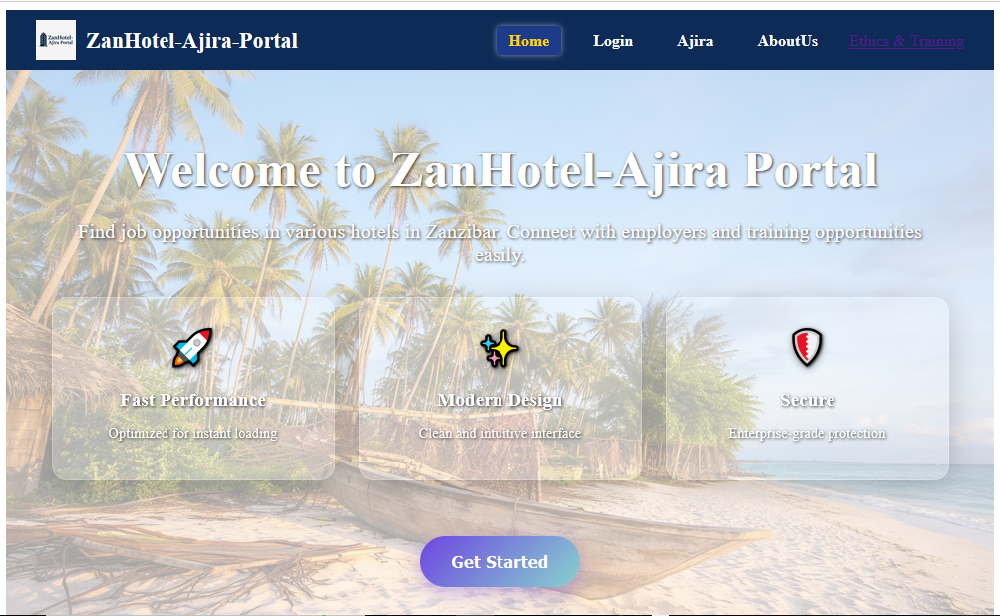 ZanHotel-
Ajira Portal
ZanHotel-Ajira-Portal
Home
Login
Ajira
AboutUs
Ethics & Training
Welcome to ZanHotel-Ajira Portal
Find job opportunities in various hotels in Zanzibar. Connect with employers and training opportunities
easily.
Fast Performance
Optimized for instant loading
Modern Design
Clean and intuitive interface
Secure
Enterprise-grade protection
Get Started